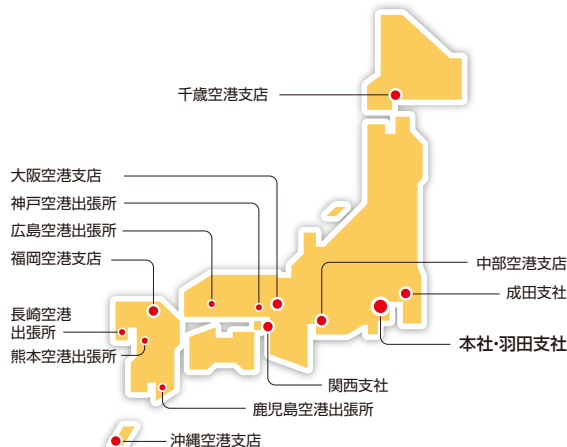 千歳空港支店
大阪空港支店
神戸空港出張所
広島空港出張所
福岡空港支店
中部空港支店
成田支社
長崎空港
出張所
本社・羽田支社
熊本空港出張所
関西支社
鹿児島空港出張所
沖縄空港支店